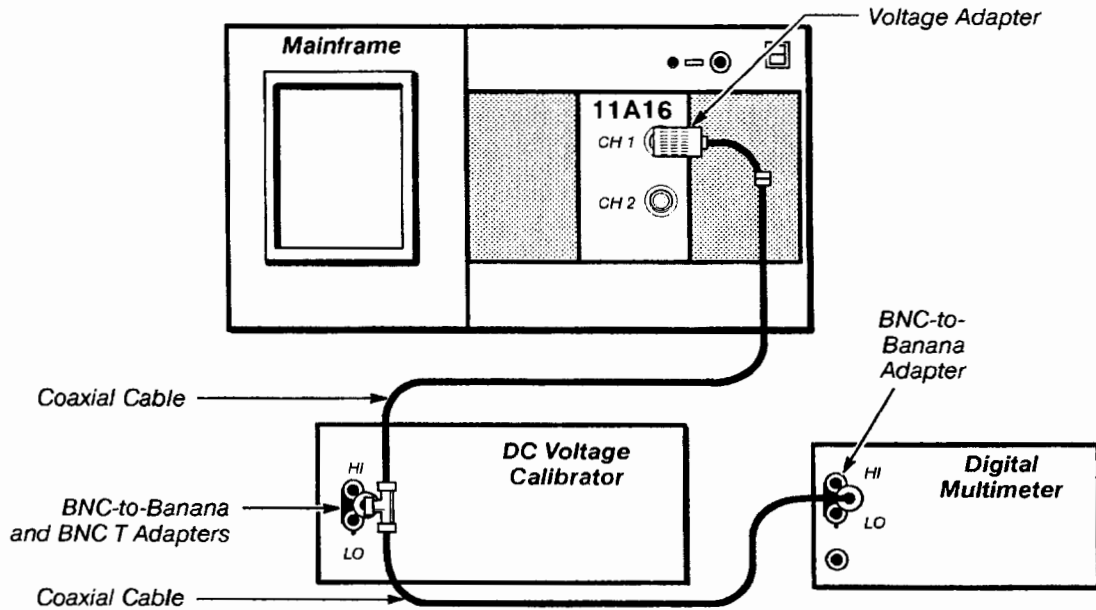 Voltage Adapter
Mainframe
11A16
CH 1
CH 2
BNC-to-
Banana
Adapter
Coaxial Cable
DC Voltage
Calibrator
HI
LO
BNC-to-Banana
and BNC T Adapters
Digital
Multimeter
HI
LO
Coaxial Cable